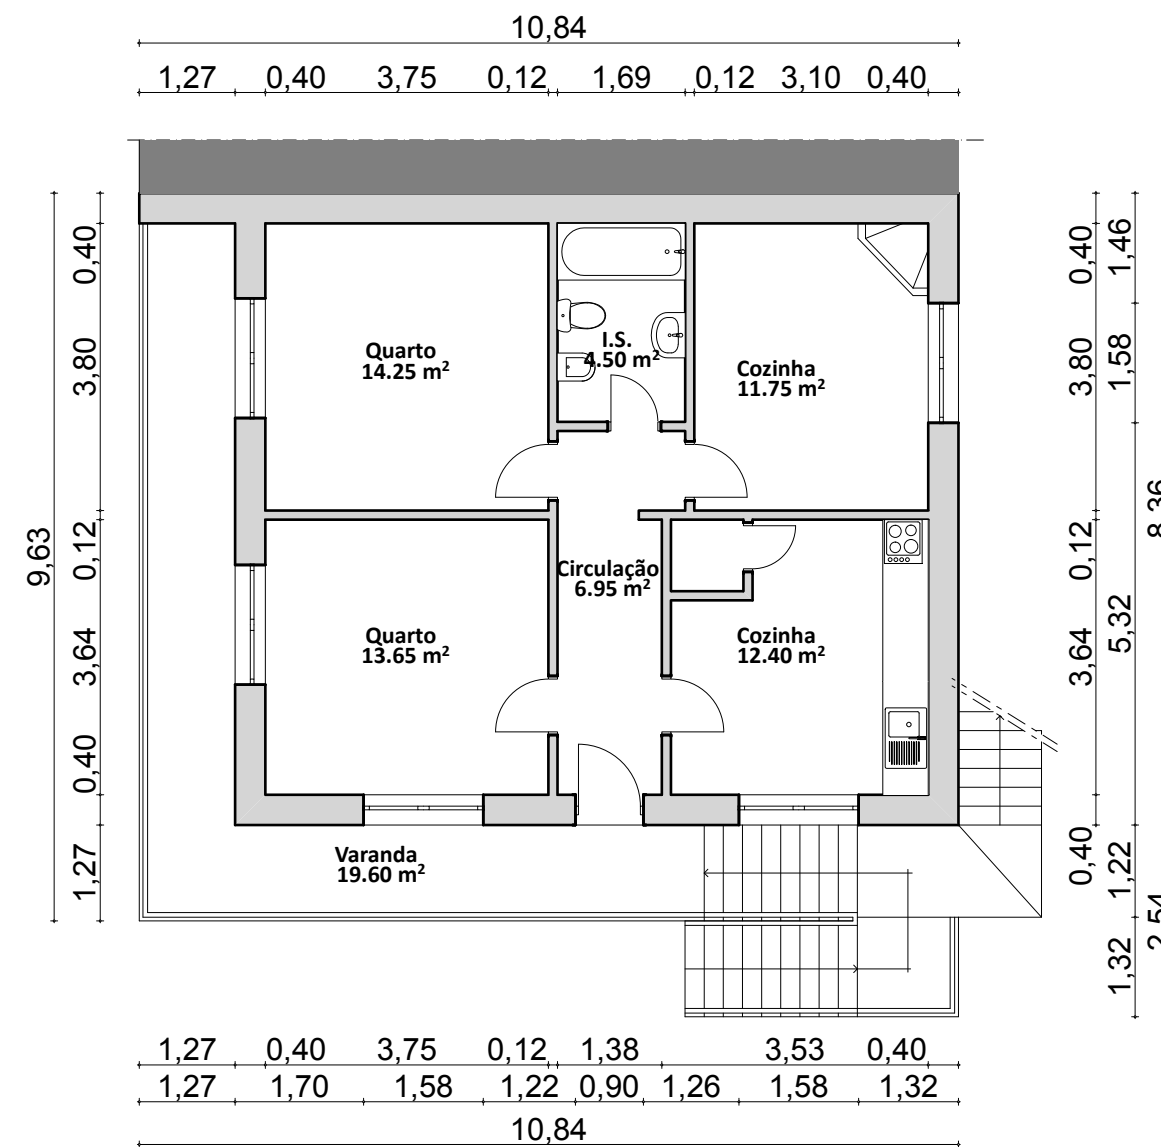 10,84
1,27 0,40 3,75 0,12 1,69 0,12 3,10 0,40
0,40
3,80
0,12
3,64
0,40
1,27
9,63
Quarto
14.25 m²
I.S.
4.50 m²
Cozinha
11.75 m²
Circulação
6.95 m²
Quarto
13.65 m²
Cozinha
12.40 m²
Varanda
19.60 m²
0,40
3,80
0,12
3,64
0,40
1,46
1,58
5,32
1,22
1,32
8,36
2,54
1,27 0,40 3,75 0,12 1,38 3,53 0,40
1,27 1,70 1,58 1,22 0,90 1,26 1,58 1,32
10,84